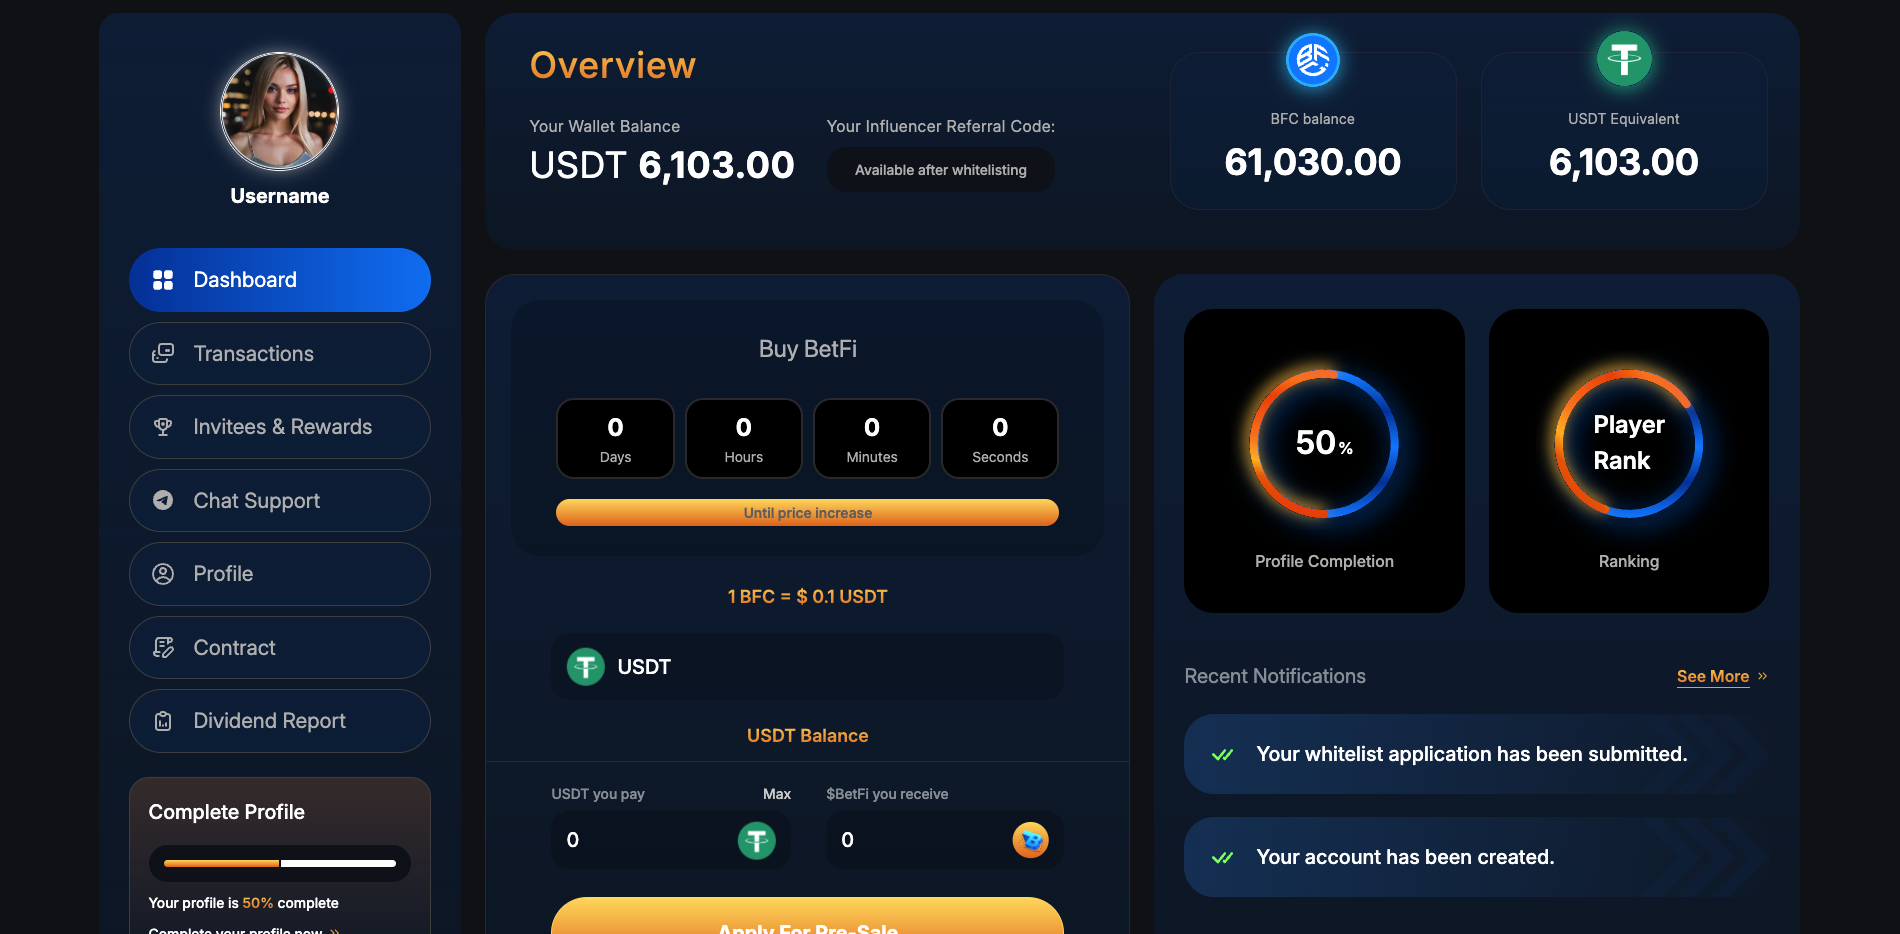 Username
Dashboard
Transactions
Invitees & Rewards
Chat Support
Profile
Contract
Dividend Report
Complete Profile
Your profile is 50% complete
Complete your profile now »
Overview
Your Wallet Balance
USDT 6,103.00
Your Influencer Referral Code:
Available after whitelisting
BFC balance
61,030.00
USDT Equivalent
6,103.00
Buy BetFi
0
Days
0
Hours
0
Minutes
0
Seconds
Until price increase
1 BFC = $ 0.1 USDT
USDT
USDT Balance
USDT you pay
Max
0
$BetFi you receive
0
Apply For Pre-Sale
50%
Profile Completion
Player
Rank
Ranking
Recent Notifications
See More »
Your whitelist application has been submitted.
Your account has been created.